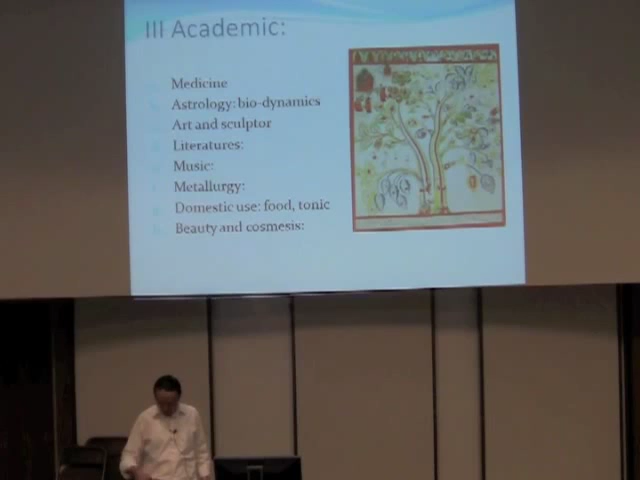 III Academic:
Medicine
Astrology: bio-dynamics
Art and sculptor
Literatures:
Music:
Metallurgy:
Domestic use: food, tonic
Beauty and cosmesis: